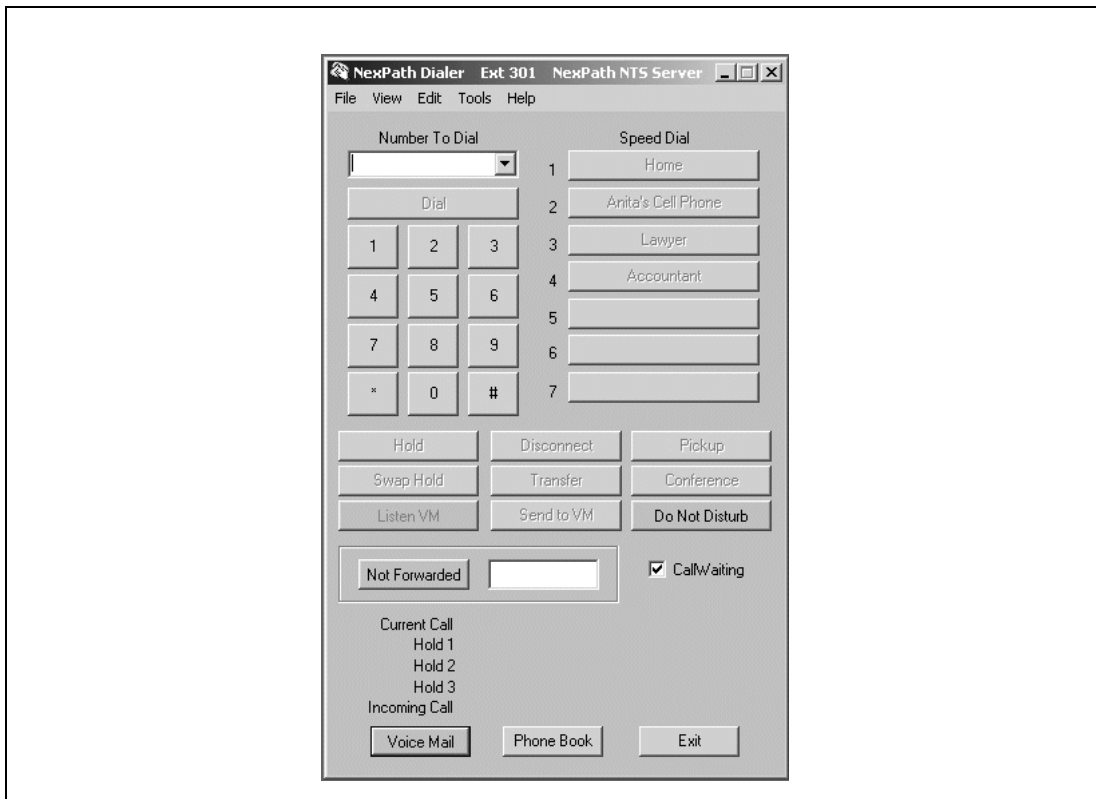 NexPath Dialer Ext 301 NexPath NTS Server
File View Edit Tools Help
Number To Dial
Speed Dial
1 Home
Dial
2 Anita's Cell Phone
1 2 3
3 Lawyer
4 Accountant
4 5 6
5
6
7 8 9
7
* 0 #
Hold Disconnect Pickup
Swap Hold Transfer Conference
Listen VM Send to VM Do Not Disturb
Not Forwarded
CallWaiting
Current Call
Hold 1
Hold 2
Hold 3
Incoming Call
Voice Mail Phone Book Exit